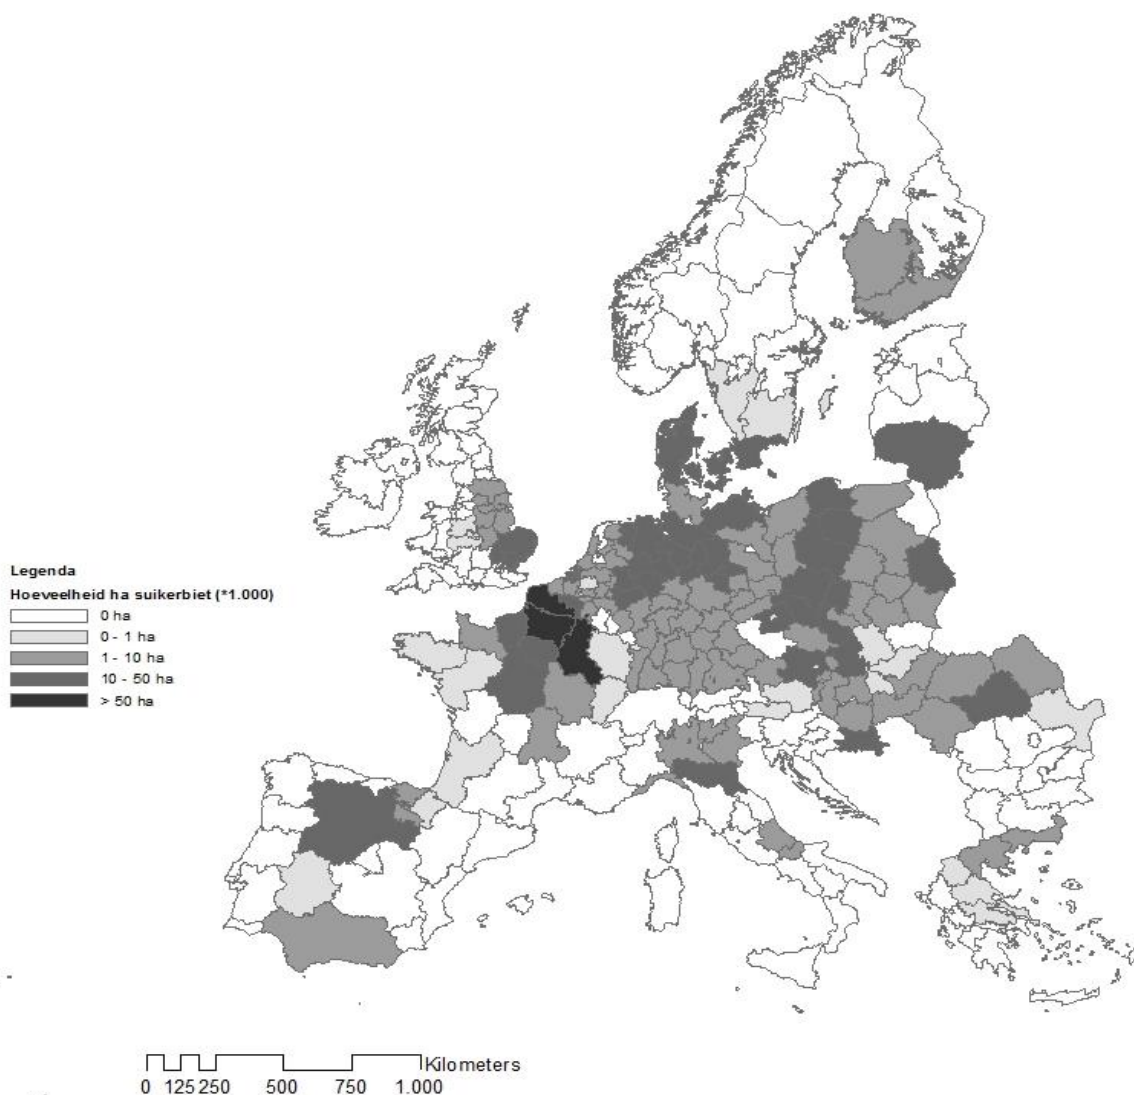 Legenda
Hoeveelheid ha suikerbiet (*1.000)
0 ha
0 - 1 ha
1 - 10 ha
10 - 50 ha
> 50 ha
Kilometers
0 125 250 500 750 1.000